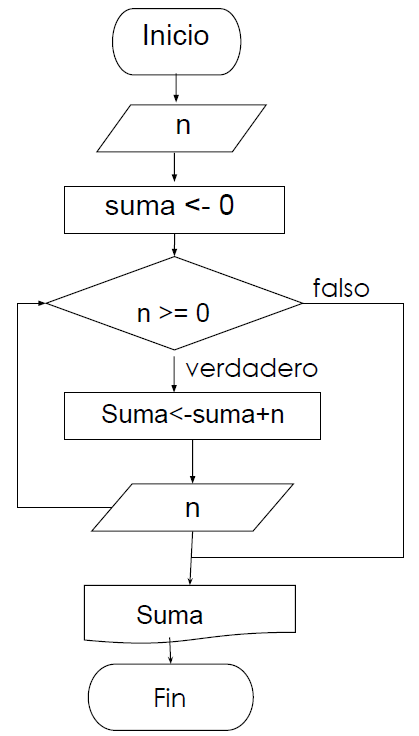 Inicio
n
suma <- 0
n >= 0
falso
verdadero
Suma<-suma+n
n
Suma
Fin